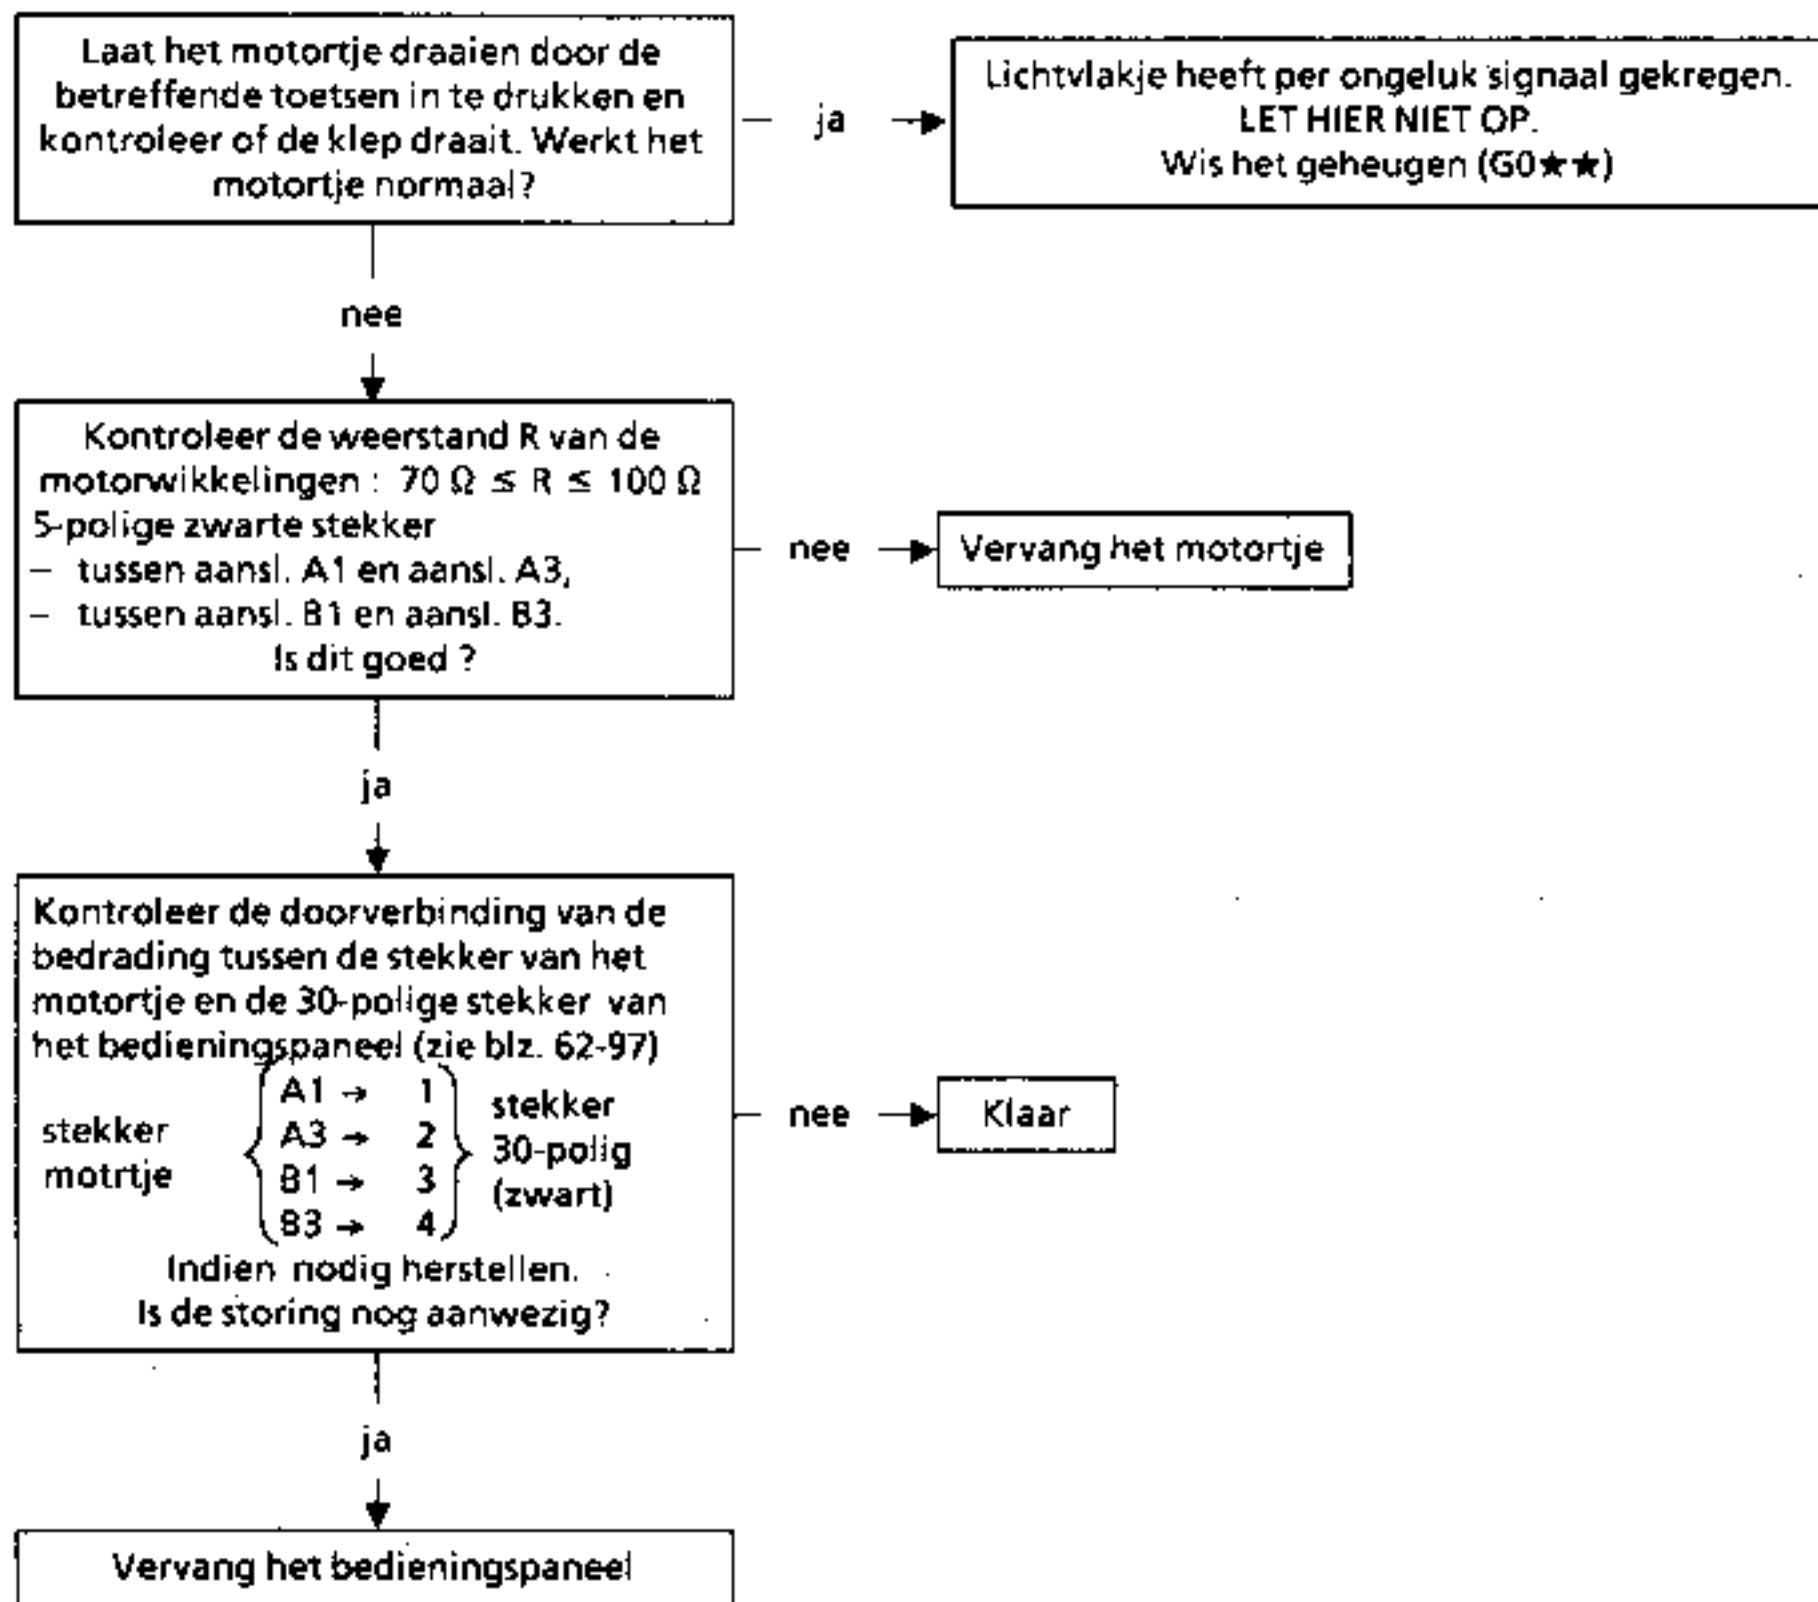 Laat het motortje draaien door de
betreffende toetsen in te drukken en
kontroleer of de klep draait. Werkt het
motortje normaal?
ja
Lichtvlakje heeft per ongeluk signaal gekregen.
LET HIER NIET OP.
Wis het geheugen (G0★★)
nee
Kontroleer de weerstand R van de
motorwikkelingen : 70 Ω ≤ R ≤ 100 Ω
5-polige zwarte stekker
– tussen aansl. A1 en aansl. A3,
– tussen aansl. B1 en aansl. B3.
Is dit goed ?
nee
Vervang het motortje
ja
Kontroleer de doorverbinding van de
bedrading tussen de stekker van het
motortje en de 30-polige stekker van
het bedieningspaneel (zie blz. 62-97)
stekker
motrtje
A1 → 1
A3 → 2
B1 → 3
B3 → 4
stekker
30-polig
(zwart)
Indien nodig herstellen.
Is de storing nog aanwezig?
nee
Klaar
ja
Vervang het bedieningspaneel